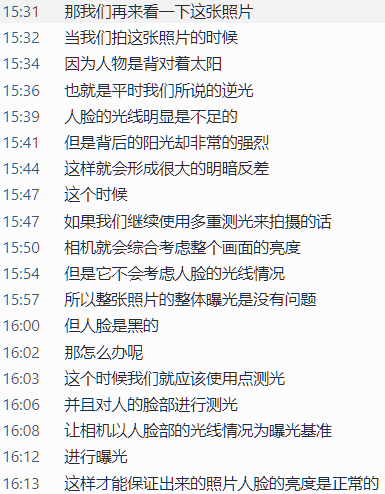 15:31 那我们再来看一下这张照片
15:32 当我们拍这张照片的时候
15:34 因为人物是背对着太阳
15:36 也就是平时我们所说的逆光
15:39 人脸的光线明显是不足的
15:41 但是背后的阳光却非常的强烈
15:44 这样就会形成很大的明暗反差
15:47 这个时候
15:47 如果我们继续使用多重测光来拍摄的话
15:50 相机就会综合考虑整个画面的亮度
15:54 但是它不会考虑人脸的光线情况
15:57 所以整张照片的整体曝光是没有问题
16:00 但人脸是黑的
16:02 那怎么办呢
16:03 这个时候我们就应该使用点测光
16:06 并且对人的脸部进行测光
16:08 让相机以人脸部的光线情况为曝光基准
16:12 进行曝光
16:13 这样才能保证出来的照片人脸的亮度是正常的